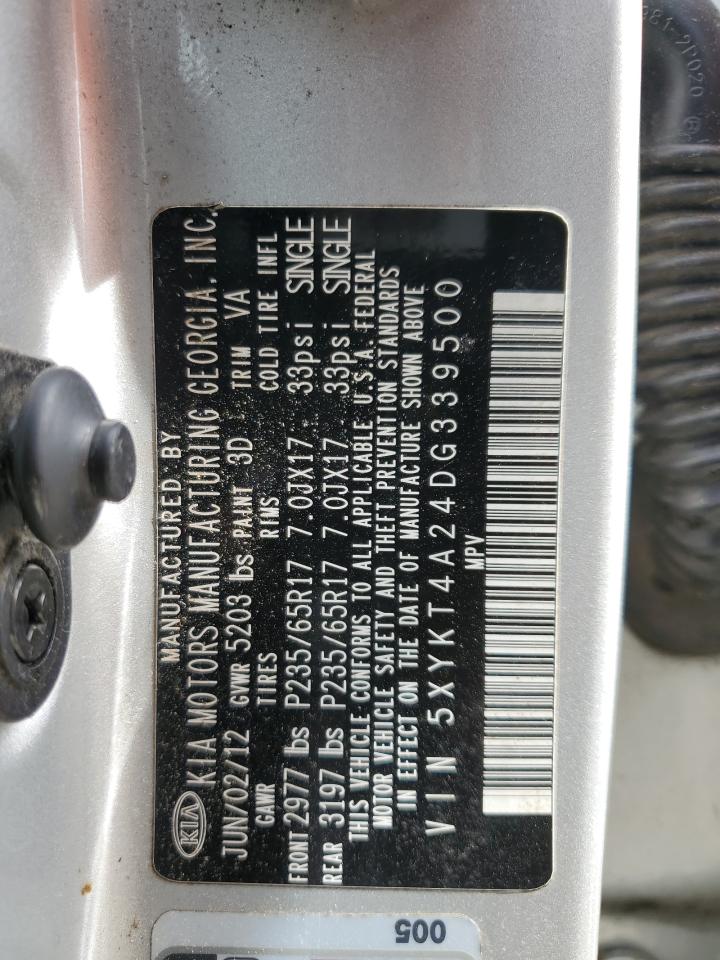 MANUFACTURED BY
KIA KIA MOTORS MANUFACTURING GEORGIA, INC.
JUN/02/12 GVWR 5203 lbs PAINT 3D TRIM VA
GAWR TIRES RIMS COLD TIRE INFL
FRONT 2977 lbs P235/65R17 7.0JX17 33psi SINGLE
REAR 3197 lbs P235/65R17 7.0JX17 33psi SINGLE
THIS VEHICLE CONFORMS TO ALL APPLICABLE U.S.A. FEDERAL
MOTOR VEHICLE SAFETY AND THEFT PREVENTION STANDARDS
IN EFFECT ON THE DATE OF MANUFACTURE SHOWN ABOVE
VIN 5XYKT4A24DG339500
MPV
005